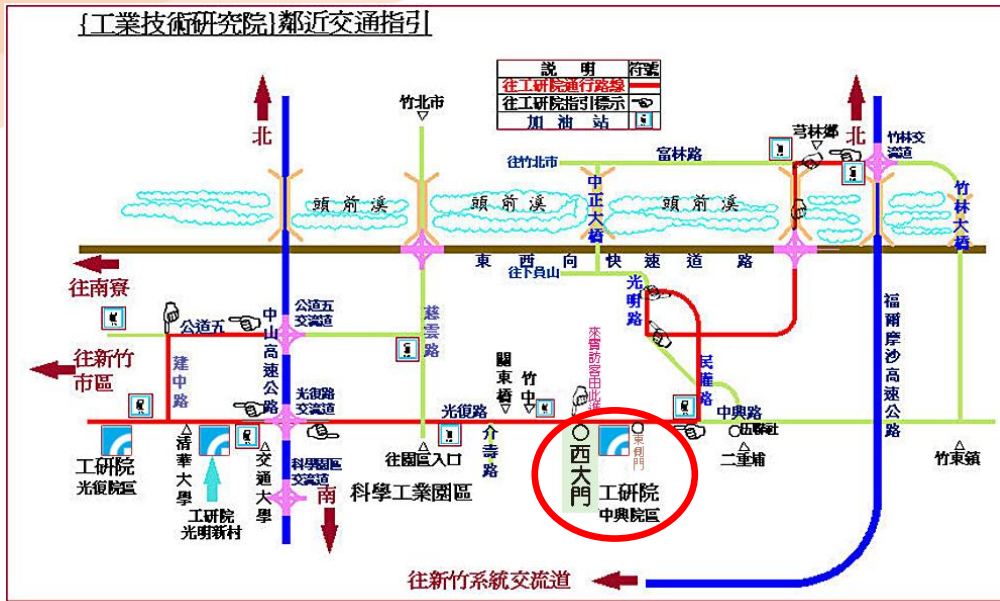 {工業技術研究院}鄰近交通指引
説 明 符號
往工研院通行路線
往工研院指引標示
加 油 站
北
竹北市
芎林鄉
北
竹林交
流道
往竹北市
富林路
中正大橋
竹林大橋
頭前溪
頭前溪
頭前溪
東西向快速道路
往南寮
往下員山
公道五
公道五
交流道
中山高速公路
慈雲路
光明路
福爾摩沙高速公路
往新竹
市區
建中路
來賓訪客由此進
民權路
關東橋
竹中
光復路
交流道
光復路
中興路
介壽路
東側門
二重埔
竹東鎮
工研院
光復院區
清華大學
工研院
光明新村
交通大學
科學園區
交流道
南
往園區入口
科學工業園區
西大門
工研院
中興院區
往新竹系統交流道